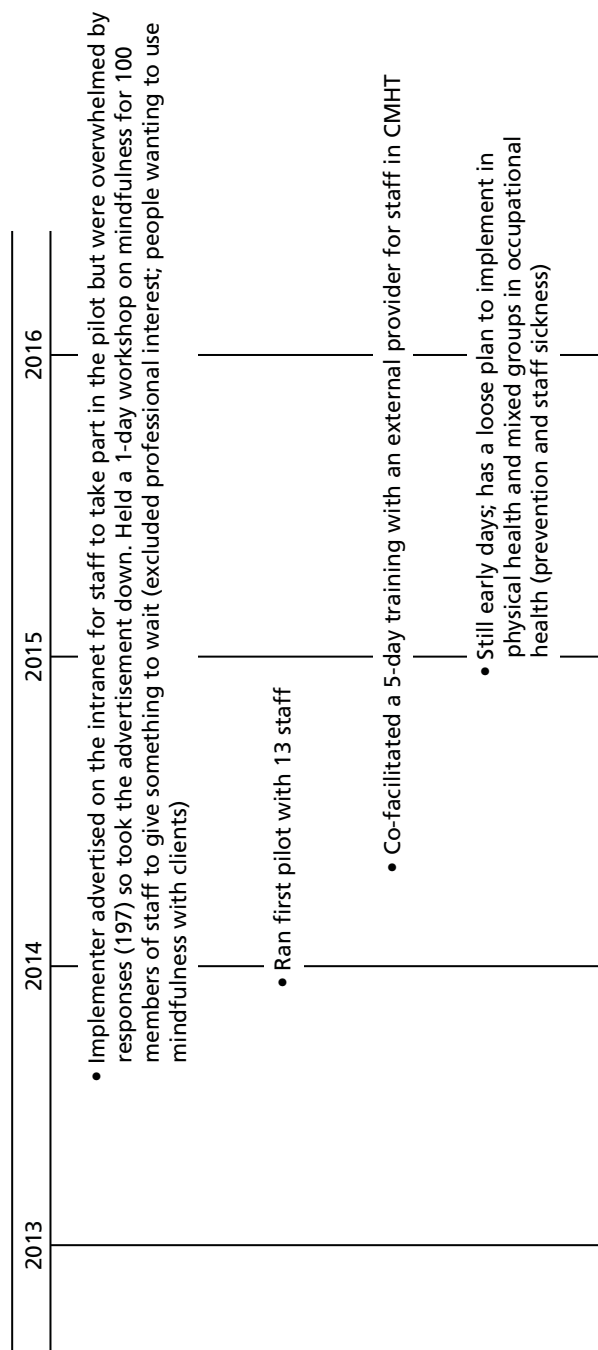 2013
2014
2015
2016
• Implementer advertised on the intranet for staff to take part in the pilot but were overwhelmed by
responses (197) so took the advertisement down. Held a 1-day workshop on mindfulness for 100
members of staff to give something to wait (excluded professional interest; people wanting to use
mindfulness with clients)
• Ran first pilot with 13 staff
• Co-facilitated a 5-day training with an external provider for staff in CMHT
• Still early days; has a loose plan to implement in
physical health and mixed groups in occupational
health (prevention and staff sickness)